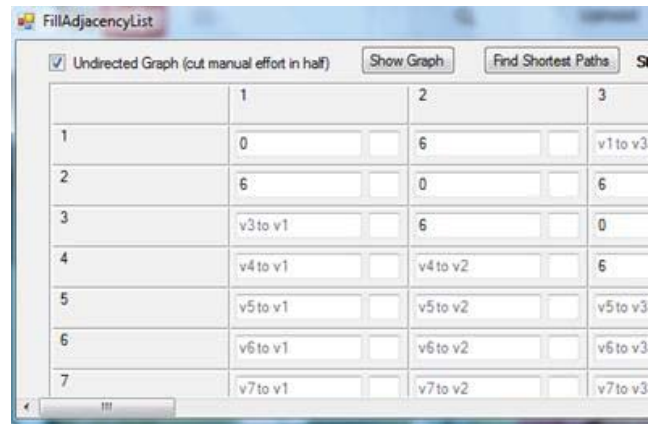 FillAdjacencyList
Undirected Graph (cut manual effort in half) Show Graph Find Shortest Paths
1 2 3
1 0 6 v1 to v3
2 6 0 6
3 v3 to v1 6 0
4 v4 to v1 v4 to v2 6
5 v5 to v1 v5 to v2 v5 to v3
6 v6 to v1 v6 to v2 v6 to v3
7 v7 to v1 v7 to v2 v7 to v3